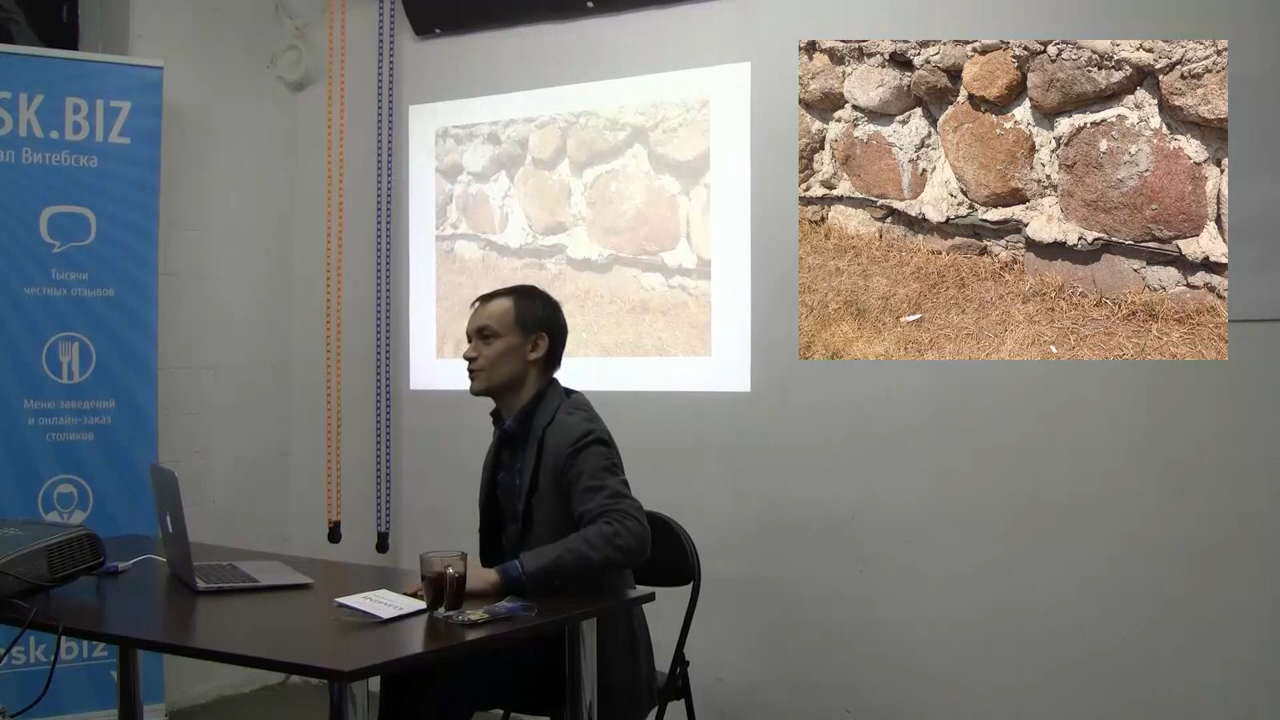 SK.BIZ
ал Витебска
Тысячи
честных отзывов
Меню заведений
и онлайн-заказ
столиков
sk.biz